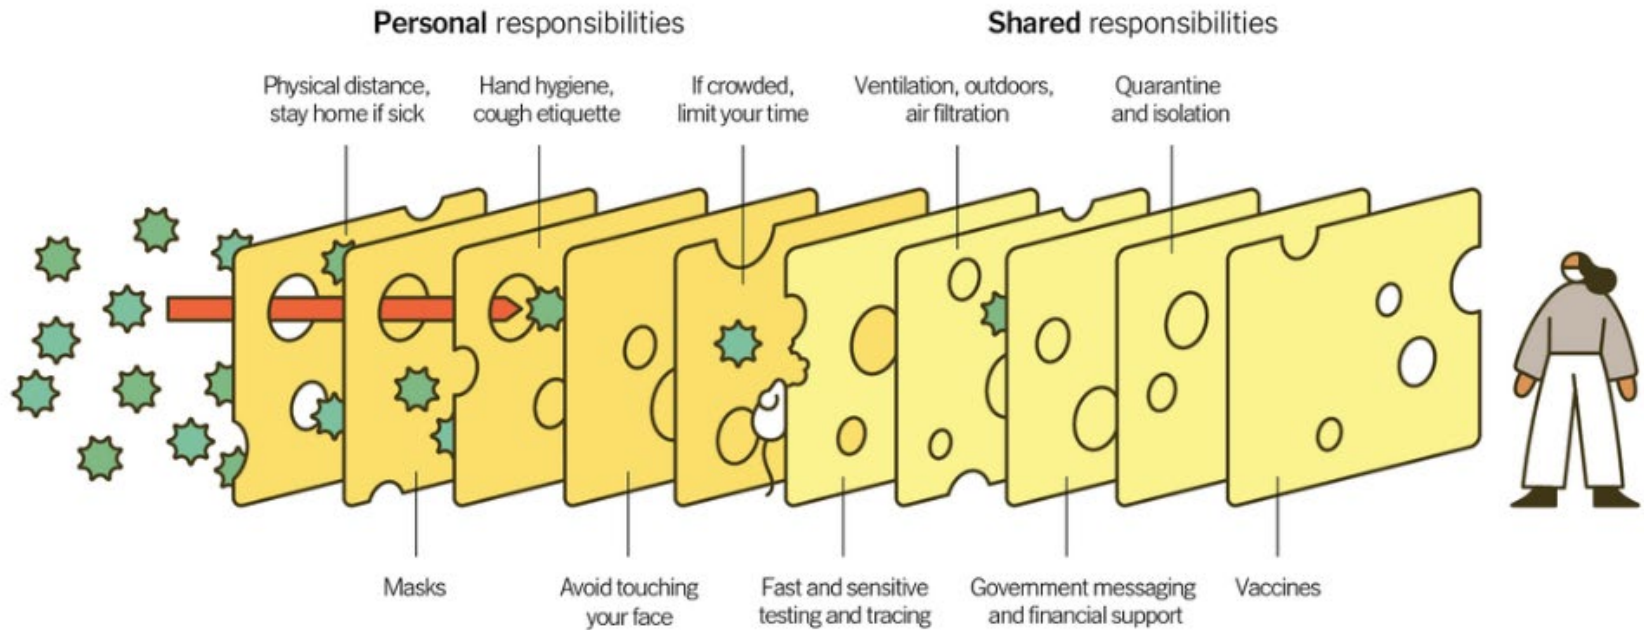 Personal responsibilities
Shared responsibilities
Physical distance,
stay home if sick
Hand hygiene,
cough etiquette
If crowded,
limit your time
Ventilation, outdoors,
air filtration
Quarantine
and isolation
Masks
Avoid touching
your face
Fast and sensitive
testing and tracing
Government messaging
and financial support
Vaccines